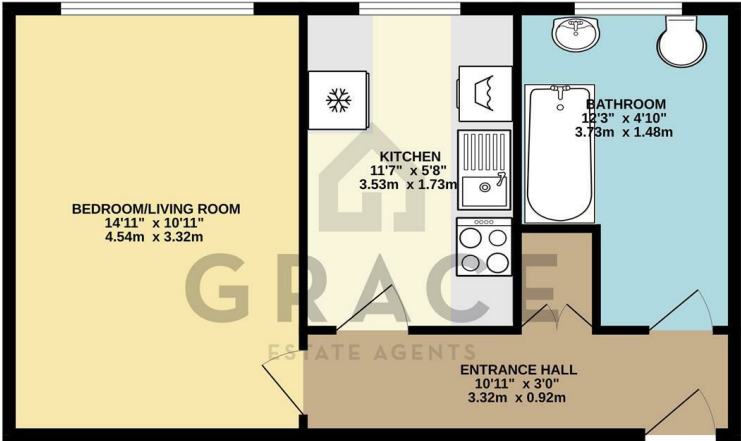 BEDROOM/LIVING ROOM
14'11" x 10'11"
4.54m x 3.32m
KITCHEN
11'7" x 5'8"
3.53m x 1.73m
BATHROOM
12'3" x 4'10"
3.73m x 1.48m
GRACE
ESTATE AGENTS
ENTRANCE HALL
10'11" x 3'0"
3.32m x 0.92m